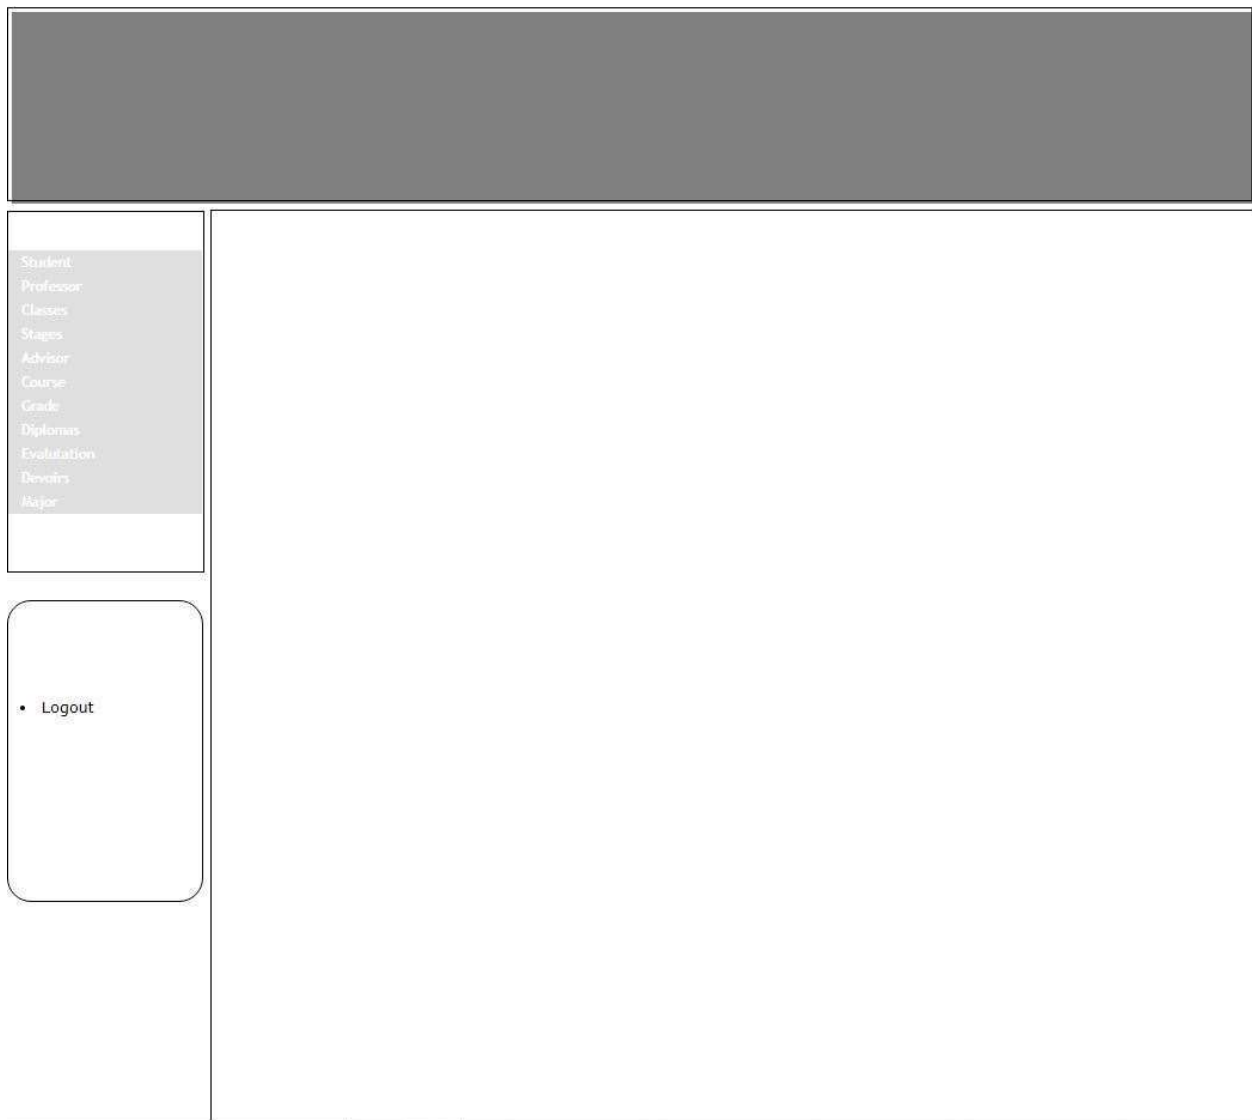 Student
Professor
Classes
Stages
Advisor
Course
Grade
Diplomas
Evalutation
Devoirs
Major
Logout